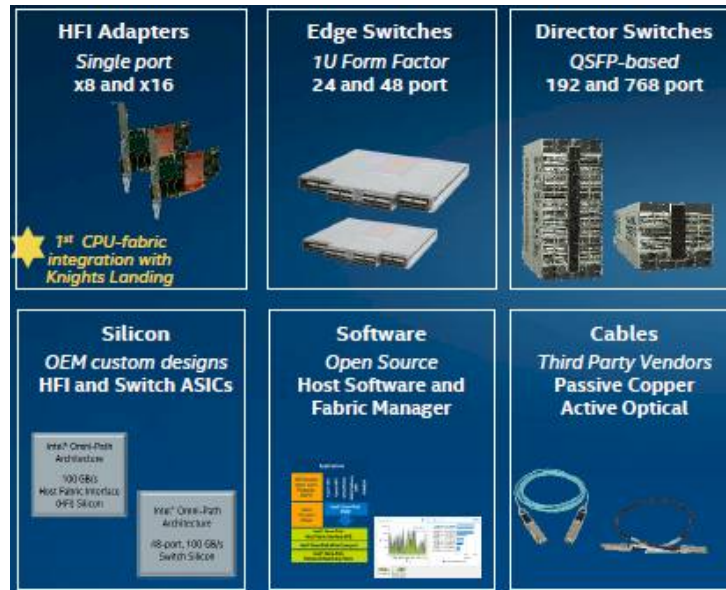 HFI Adapters
Single port
x8 and x16
1st CPU-fabric
integration with
Knights Landing
Edge Switches
1U Form Factor
24 and 48 port
Director Switches
QSFP-based
192 and 768 port
Silicon
OEM custom designs
HFI and Switch ASICs
Intel® Omni-Path
Architecture
100 GB/s
Host Fabric Interface
(HFI) Silicon
Intel® Omni-Path
Architecture
48-port, 100 GB/s
Switch Silicon
Software
Open Source
Host Software and
Fabric Manager
Cables
Third Party Vendors
Passive Copper
Active Optical